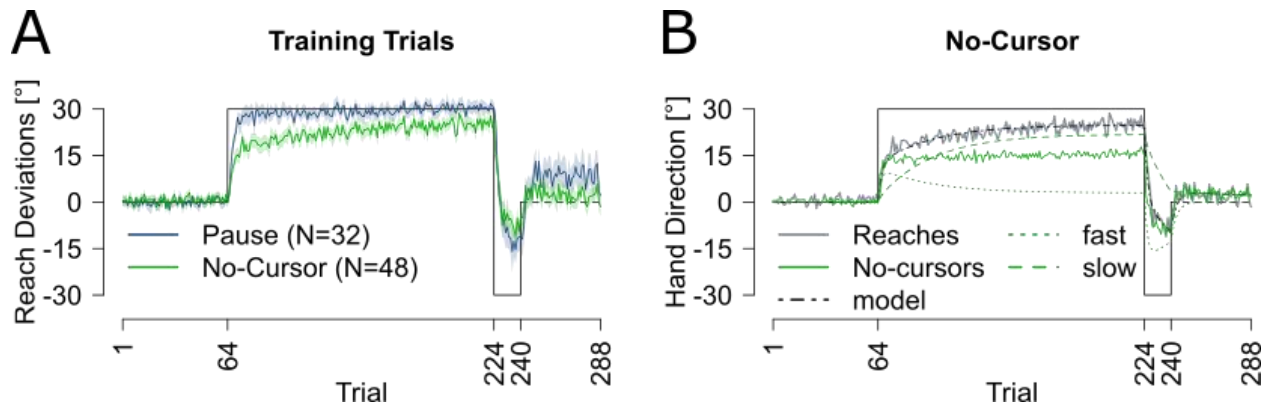 A
Training Trials
Reach Deviations [°]
30
15
0
-15
-30
Pause (N=32)
No-Cursor (N=48)
1
64
224
240
288
Trial
B
No-Cursor
Hand Direction [°]
30
15
0
-15
-30
Reaches
No-cursors
model
fast
slow
1
64
224
240
288
Trial